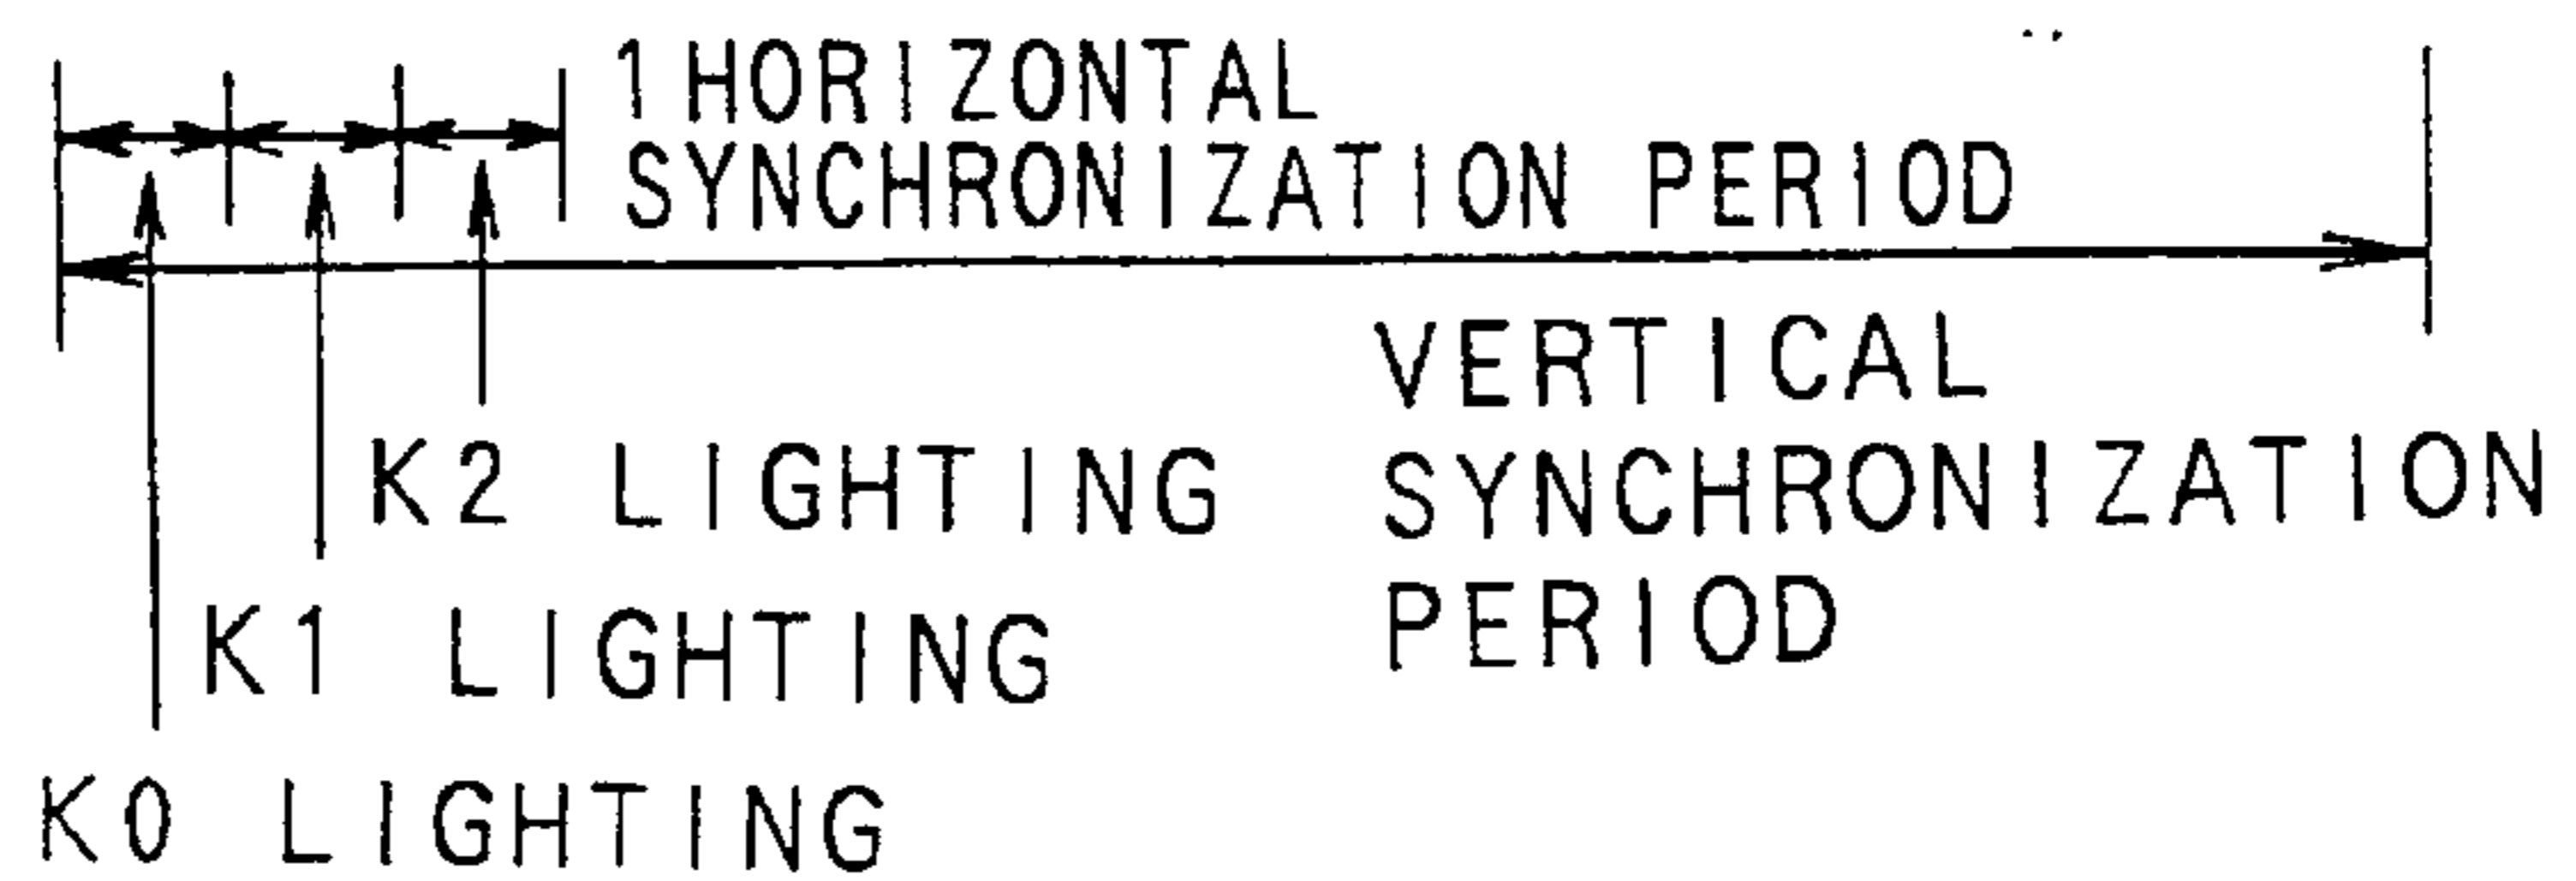 1 HORIZONTAL
SYNCHRONIZATION PERIOD
VERTICAL
SYNCHRONIZATION
PERIOD
K2 LIGHTING
K1 LIGHTING
K0 LIGHTING